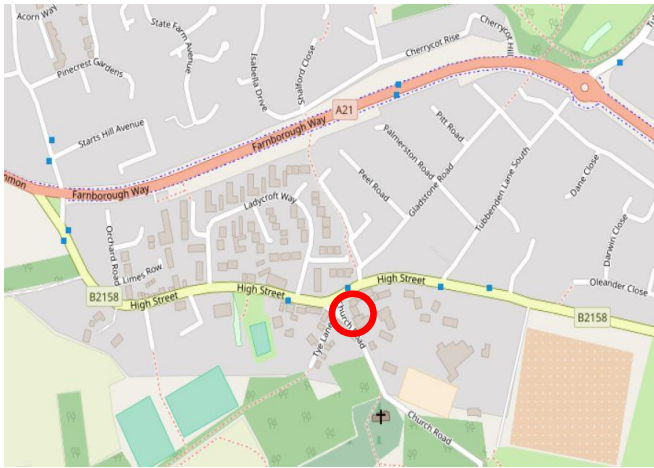 Acorn Way
State Farm Avenue
Cherrycot Hill
Tu
Isabella Drive
Shalford Close
Cherrycot Rise
Pinecrest Gardens
A21
Starts Hill Avenue
Farnborough Way
Pitt Road
Palmerston Road
mmon
Farnborough Way
Peel Road
Gladstone Road
Tubbenden Lane South
Dane Close
Ladycroft Way
Orchard Road
Darwin Close
Limes Row
High Street
Oleander Close
B2158
High Street
High Street
B2158
Tye Lane
Church Road
Church Road